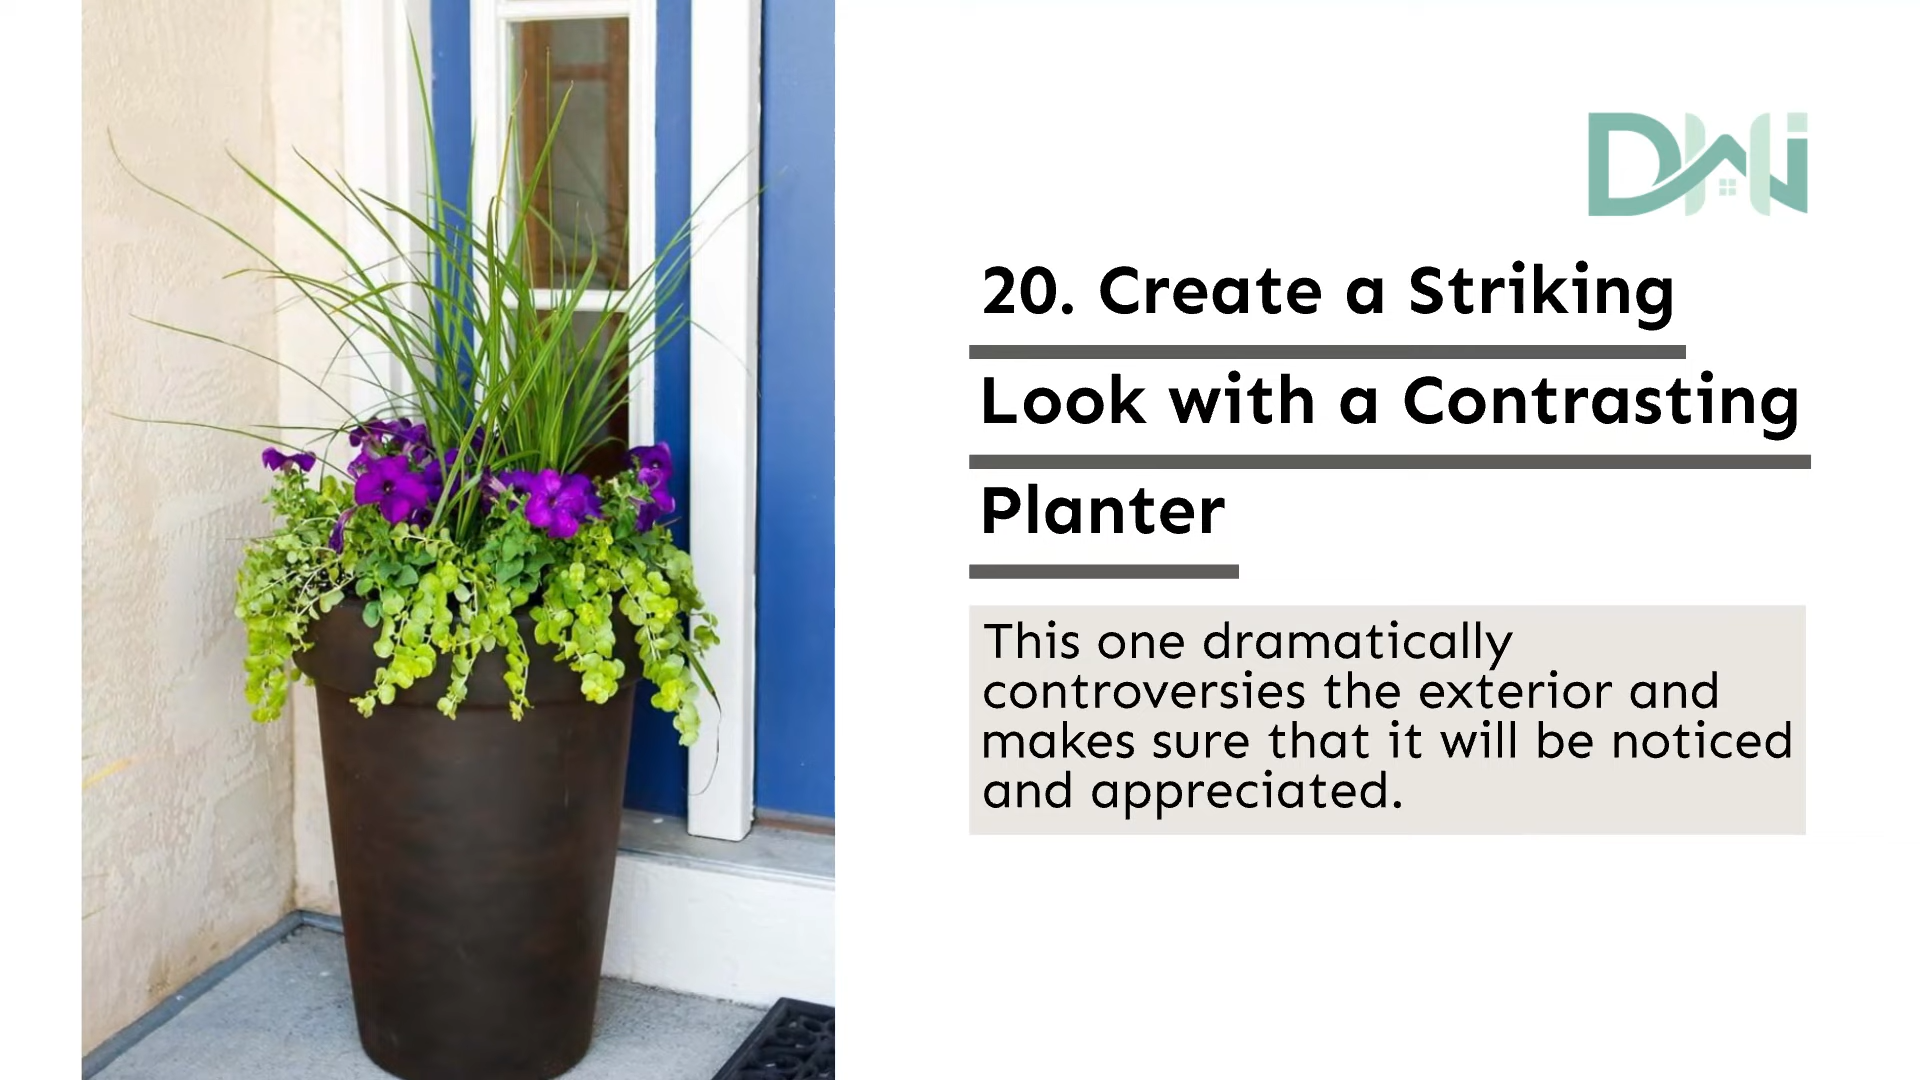 DHI
20. Create a Striking
Look with a Contrasting
Planter
This one dramatically
controversies the exterior and
makes sure that it will be noticed
and appreciated.